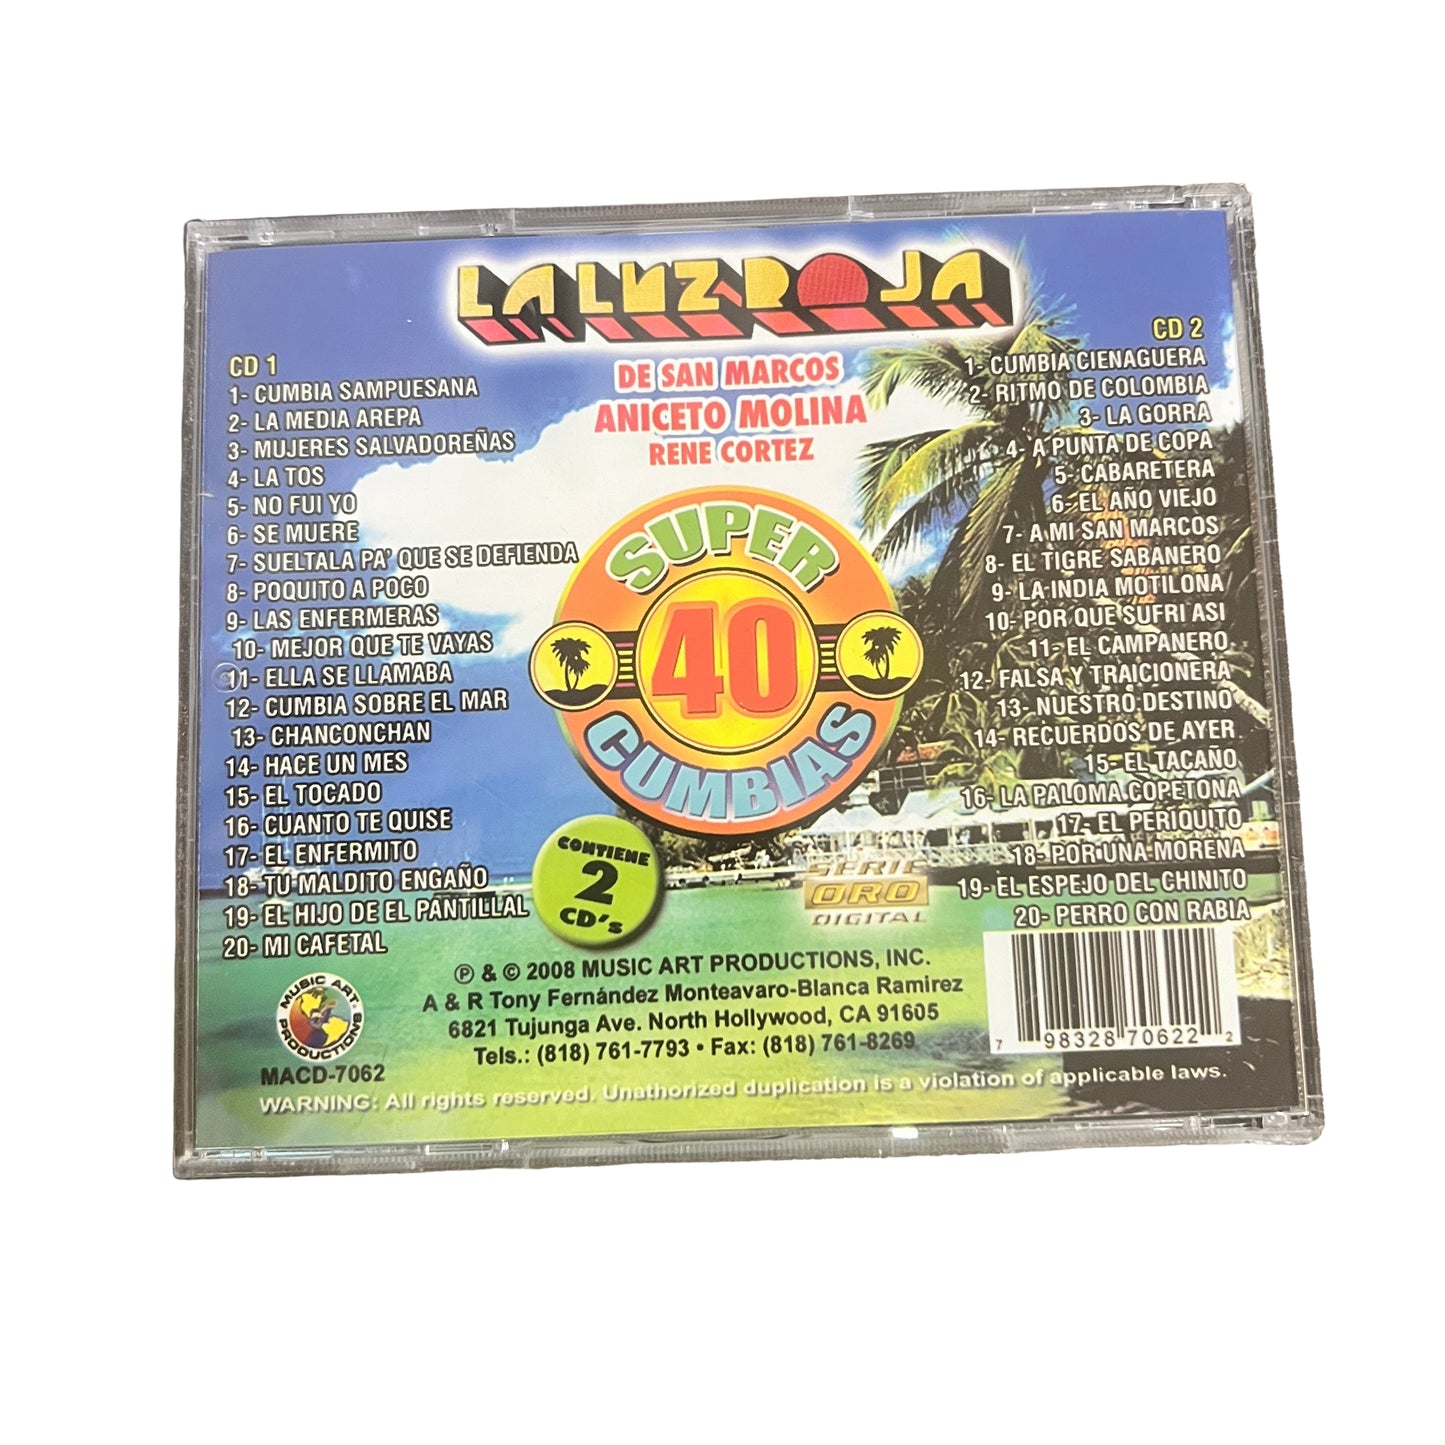 LA LUZ ROJA
DE SAN MARCOS
ANICETO MOLINA
RENE CORTEZ
CD 1
1- CUMBIA SAMPUESANA
2- LA MEDIA AREPA
3- MUJERES SALVADOREÑAS
4- LA TOS
5- NO FUI YO
6- SE MUERE
7- SUELTALA PA' QUE SE DEFIENDA
8- POQUITO A POCO
9- LAS ENFERMERAS
10- MEJOR QUE TE VAYAS
11- ELLA SE LLAMABA
12- CUMBIA SOBRE EL MAR
13- CHANCONCHAN
14- HACE UN MES
15- EL TOCADO
16- CUANTO TE QUISE
17- EL ENFERMITO
18- TU MALDITO ENGAÑO
19- EL HIJO DE EL PANTILLAL
20- MI CAFETAL
SUPER
40
CUMBIAS
CONTIENE
2
CD's
CD 2
1- CUMBIA CIENAGUERA
2- RITMO DE COLOMBIA
3- LA GORRA
4- A PUNTA DE COPA
5- CABARETERA
6- EL AÑO VIEJO
7- A MI SAN MARCOS
8- EL TIGRE SABANERO
9- LA INDIA MOTILONA
10- POR QUE SUFRI ASI
11- EL CAMPANERO
12- FALSA Y TRAICIONERA
13- NUESTRO DESTINO
14- RECUERDOS DE AYER
15- EL TACAÑO
16- LA PALOMA COPETONA
17- EL PERIQUITO
18- POR UNA MORENA
19- EL ESPEJO DEL CHINITO
20- PERRO CON RABIA
SERIE
ORO
DIGITAL
MUSIC ART
PRODUCTIONS
MACD-7062
℗ & © 2008 MUSIC ART PRODUCTIONS, INC.
A & R Tony Fernández Monteavaro-Blanca Ramirez
6821 Tujunga Ave. North Hollywood, CA 91605
Tels.: (818) 761-7793 • Fax: (818) 761-8269
7 98328 70622 2
WARNING: All rights reserved. Unathorized duplication is a violation of applicable laws.